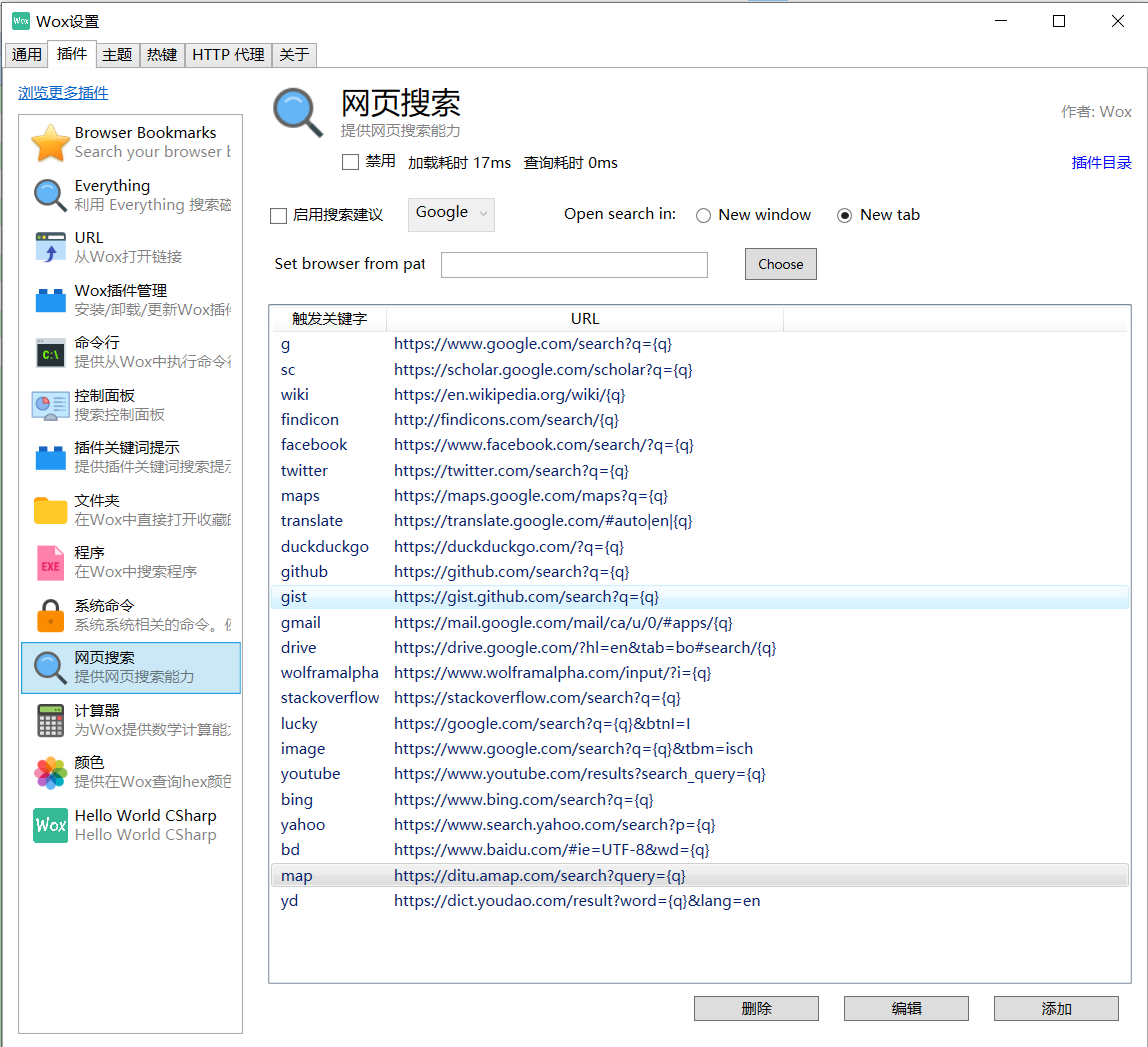 Wox Wox设置
通用 插件 主题 热键 HTTP 代理 关于
浏览更多插件
Browser Bookmarks
Search your browser b
Everything
利用 Everything 搜索磁
URL
从Wox打开链接
Wox插件管理
安装/卸载/更新Wox插件
C:\
命令行
提供从Wox中执行命令行
控制面板
搜索控制面板
插件关键词提示
提供插件关键词搜索提示
文件夹
在Wox中直接打开收藏的
EXE
程序
在Wox中搜索程序
系统命令
系统系统相关的命令。例
网页搜索
提供网页搜索能力
计算器
为Wox提供数学计算能力
颜色
提供在Wox查询hex颜色
Wox
Hello World CSharp
Hello World CSharp
网页搜索
提供网页搜索能力
作者: Wox
禁用 加载耗时 17ms 查询耗时 0ms
插件目录
启用搜索建议 Google Open search in: New window New tab
Set browser from pat Choose
触发关键字 URL
g https://www.google.com/search?q={q}
sc https://scholar.google.com/scholar?q={q}
wiki https://en.wikipedia.org/wiki/{q}
findicon http://findicons.com/search/{q}
facebook https://www.facebook.com/search/?q={q}
twitter https://twitter.com/search?q={q}
maps https://maps.google.com/maps?q={q}
translate https://translate.google.com/#auto|en|{q}
duckduckgo https://duckduckgo.com/?q={q}
github https://github.com/search?q={q}
gist https://gist.github.com/search?q={q}
gmail https://mail.google.com/mail/ca/u/0/#apps/{q}
drive https://drive.google.com/?hl=en&tab=bo#search/{q}
wolframalpha https://www.wolframalpha.com/input/?i={q}
stackoverflow https://stackoverflow.com/search?q={q}
lucky https://google.com/search?q={q}&btnI=I
image https://www.google.com/search?q={q}&tbm=isch
youtube https://www.youtube.com/results?search_query={q}
bing https://www.bing.com/search?q={q}
yahoo https://www.search.yahoo.com/search?p={q}
bd https://www.baidu.com/#ie=UTF-8&wd={q}
map https://ditu.amap.com/search?query={q}
yd https://dict.youdao.com/result?word={q}&lang=en
删除 编辑 添加